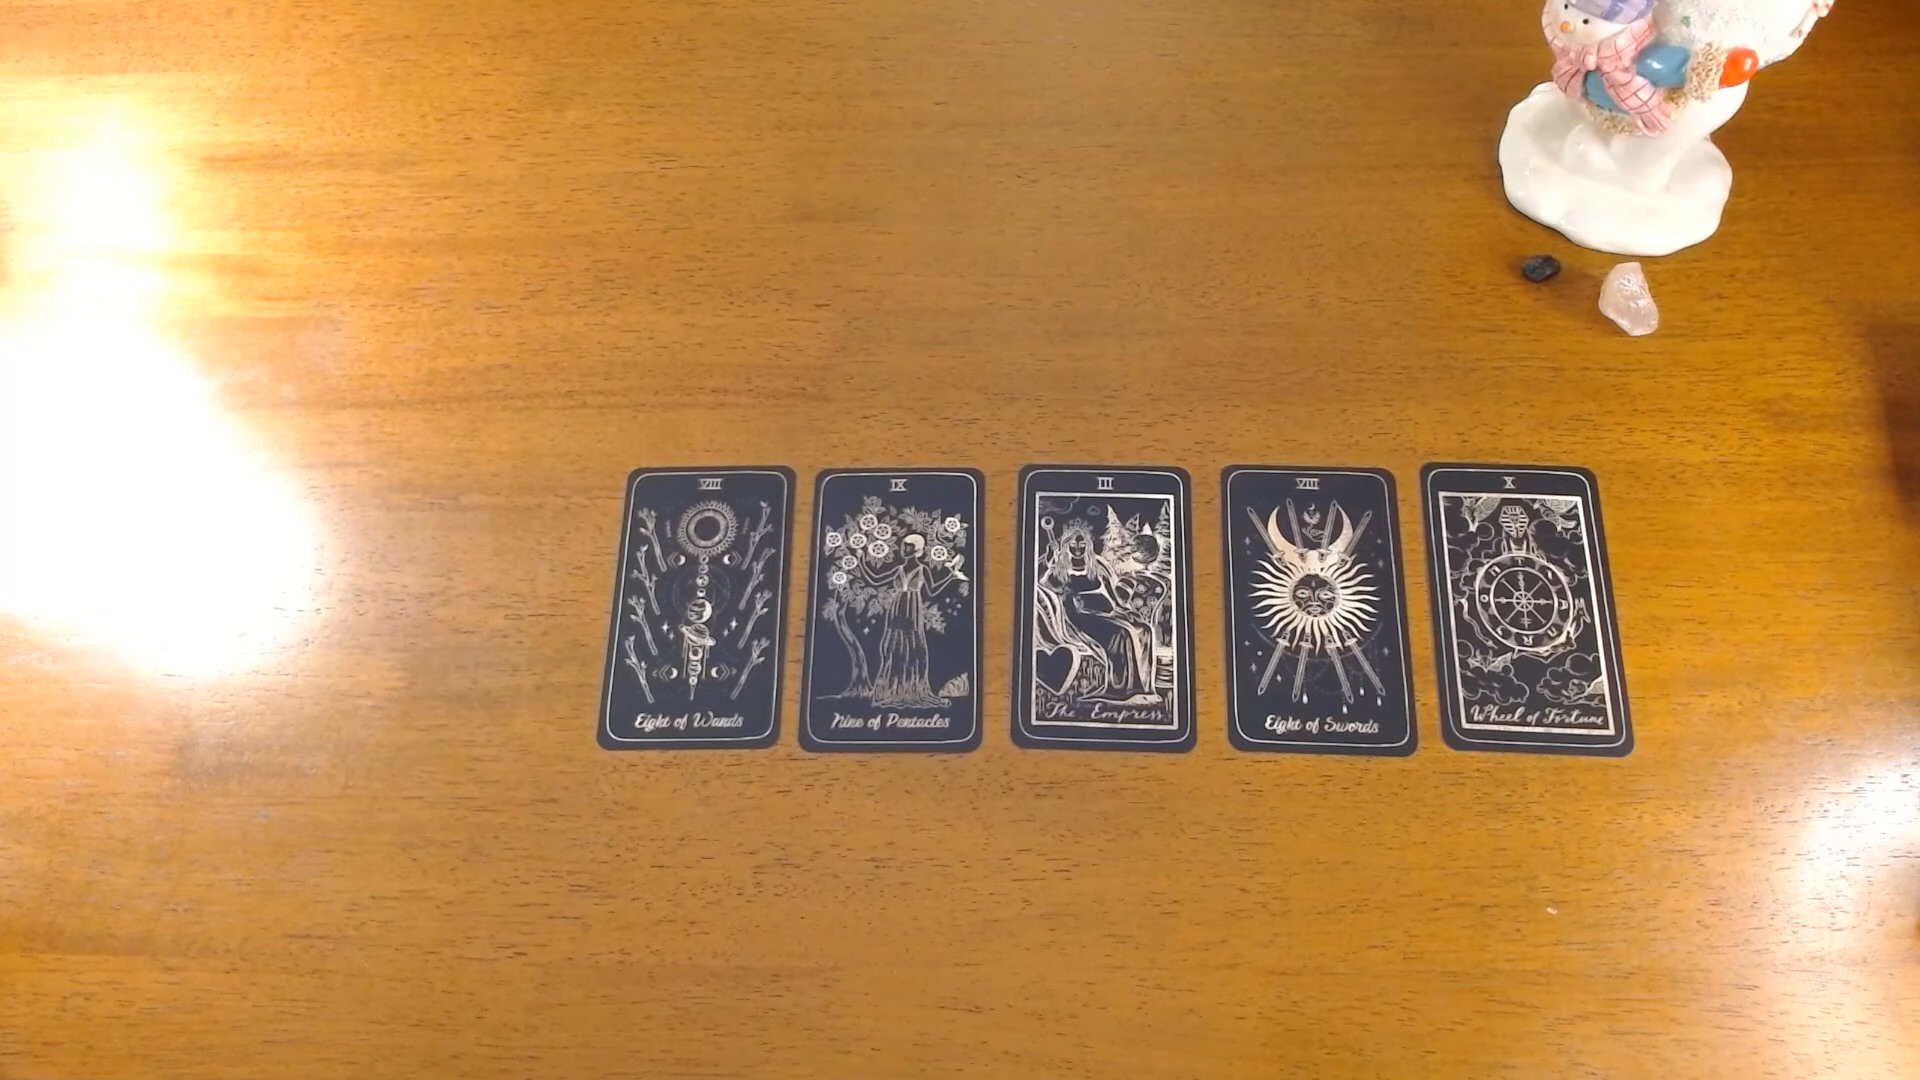 VIII
Eight of Wands
IX
Nine of Pentacles
III
The Empress
VIII
Eight of Swords
X
Wheel of Fortune